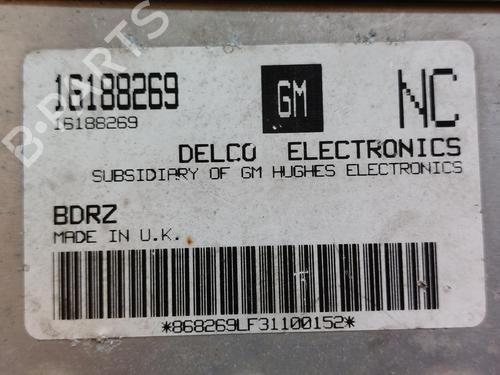 16188269
16188269
GM
NC
DELCO ELECTRONICS
SUBSIDIARY OF GM HUGHES ELECTRONICS
BDRZ
MADE IN U.K.
*868269LF31100152*
B-PARTS